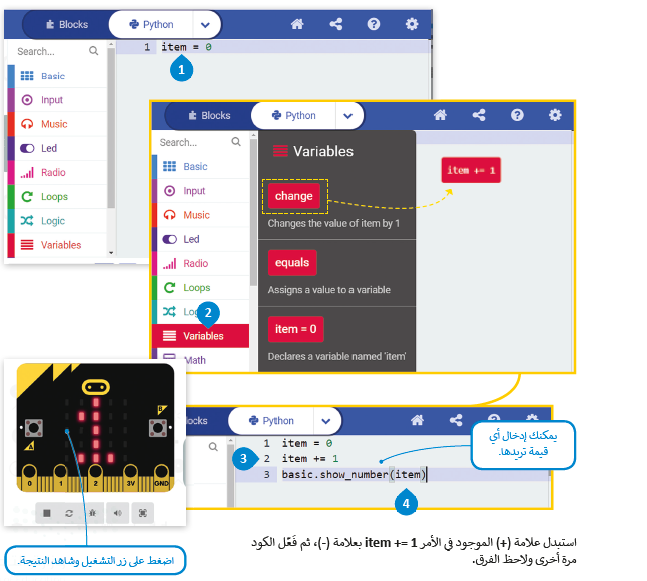 Blocks
Python
Search...
1 item = 0
1
Basic
Input
Music
Led
Radio
Loops
Logic
Variables
Blocks
Python
Search...
Basic
Input
Music
Led
Radio
Loops
2
Variables
Math
Variables
change
Changes the value of item by 1
equals
Assigns a value to a variable
item = 0
Declares a variable named 'item'
item += 1
Python
1 item = 0
3
2 item += 1
3 basic.show_number(item)
4
يمكنك إدخال أي
قيمة تريدها.
A
B
0 1 2 3V GND
اضغط على زر التشغيل وشاهد النتيجة.
استبدل علامة (+) الموجود في الأمر item += 1 بعلامة (-)، ثم فَعّل الكود
مرة أخرى ولاحظ الفرق.